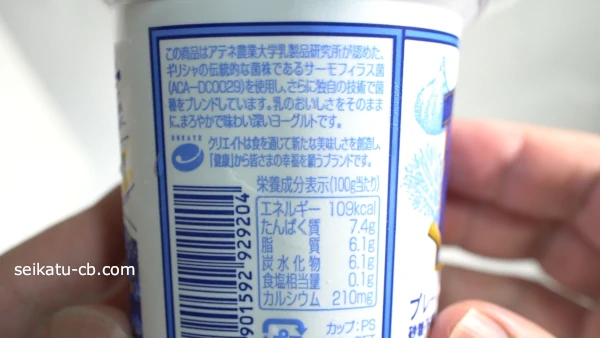 この商品はアテネ農業大学乳製品研究所が認めた、
ギリシャの伝統的な菌株であるサーモフィラス菌
(ACA-DC0029)を使用し、さらに独自の技術で菌
種をブレンドしています。乳のおいしさをそのまま
に、まろやかで味わい深いヨーグルトです。
クリエイトは食を通じて新たな美味しさを創造し、
「健康」から皆さまの幸福を願うブランドです。
栄養成分表示(100g当たり)
エネルギー 109kcal
たんぱく質 7.4g
脂質 6.1g
炭水化物 6.1g
食塩相当量 0.1g
カルシウム 210mg
901592 929204
カップ:PS
プレー
砂糖
seikatu-cb.com